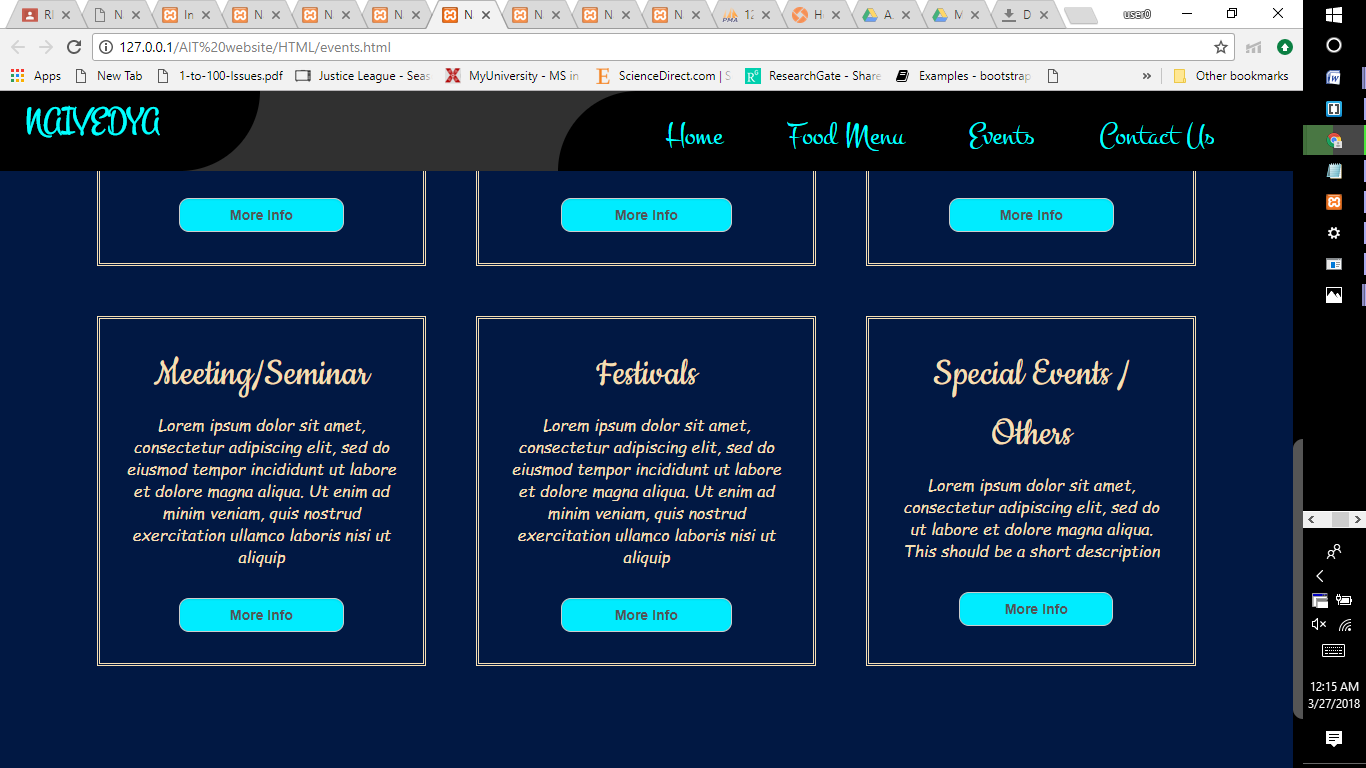 RI N In N N N N N N N 12 H A M D user0
127.0.0.1/AIT%20website/HTML/events.html
Apps New Tab 1-to-100-Issues.pdf Justice League - Seas MyUniversity - MS in ScienceDirect.com | S ResearchGate - Share Examples - bootstrap » Other bookmarks
NAIVEDYA
Home Food Menu Events Contact Us
More Info More Info More Info
Meeting/Seminar
Lorem ipsum dolor sit amet,
consectetur adipiscing elit, sed do
eiusmod tempor incididunt ut labore
et dolore magna aliqua. Ut enim ad
minim veniam, quis nostrud
exercitation ullamco laboris nisi ut
aliquip
More Info
Festivals
Lorem ipsum dolor sit amet,
consectetur adipiscing elit, sed do
eiusmod tempor incididunt ut labore
et dolore magna aliqua. Ut enim ad
minim veniam, quis nostrud
exercitation ullamco laboris nisi ut
aliquip
More Info
Special Events /
Others
Lorem ipsum dolor sit amet,
consectetur adipiscing elit, sed do
ut labore et dolore magna aliqua.
This should be a short description
More Info
12:15 AM
3/27/2018